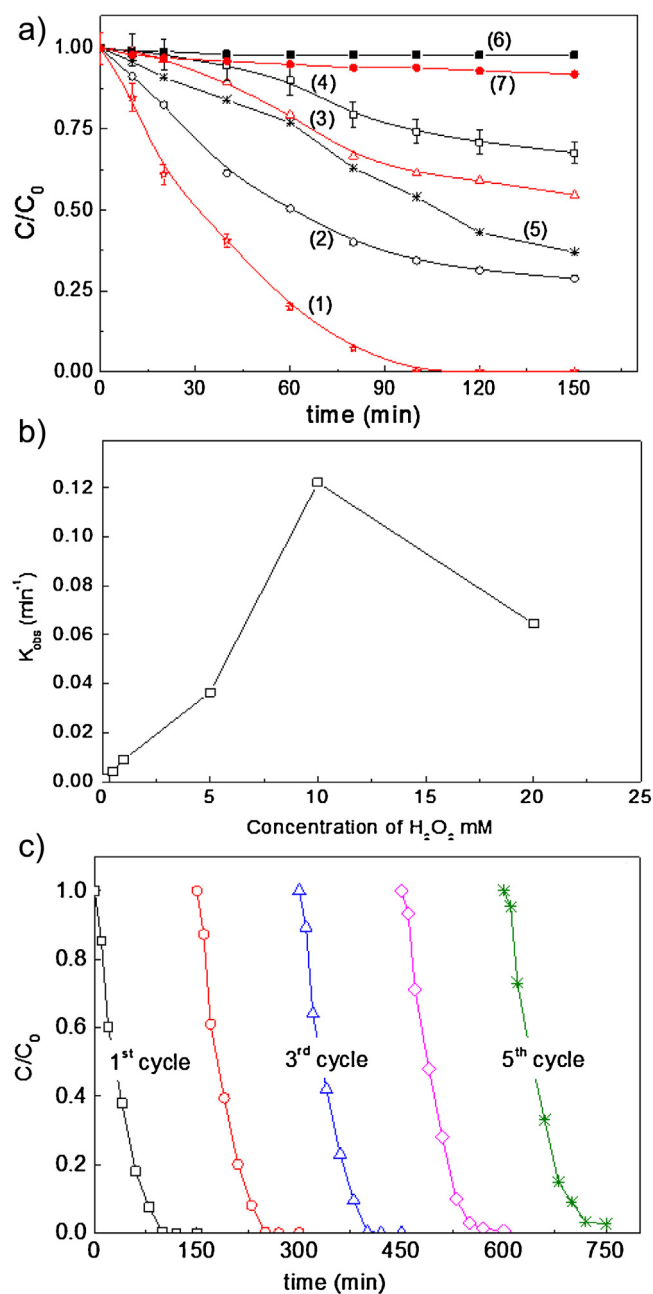 a)
1.00
0.75
0.50
0.25
0.00
C/C0
(6)
(7)
(4)
(3)
(5)
(2)
(1)
0 30 60 90 120 150
time (min)
b)
0.12
0.10
0.08
0.06
0.04
0.02
0.00
Kobs (min-1)
0 5 10 15 20 25
Concentration of H2O2 mM
c)
1.0
0.8
0.6
0.4
0.2
0.0
C/C0
1st cycle 3rd cycle 5th cycle
0 150 300 450 600 750
time (min)